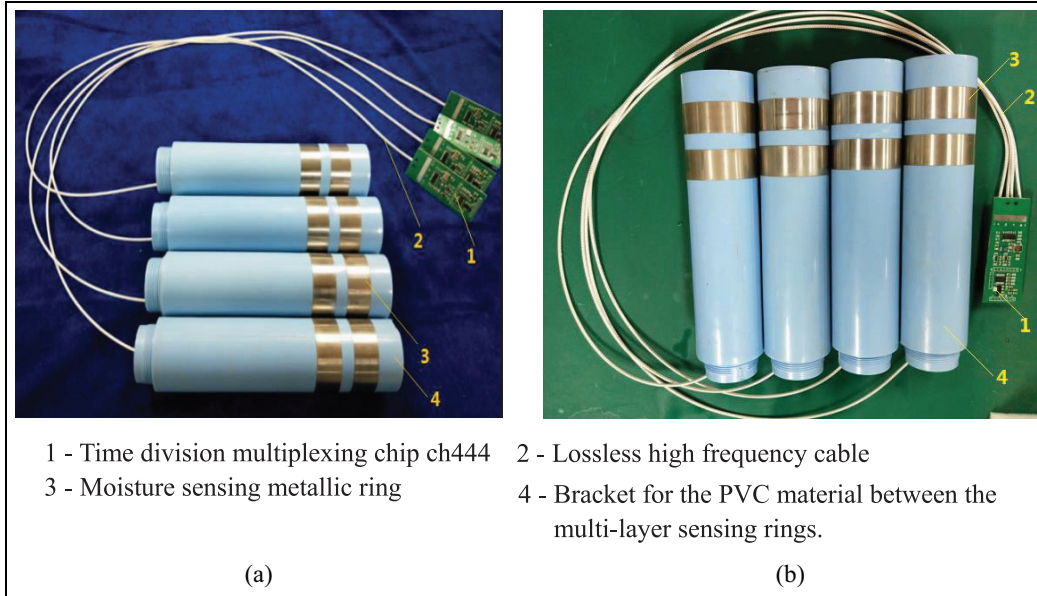 1
2
3
4
3
2
1
4
1 - Time division multiplexing chip ch444
2 - Lossless high frequency cable
3 - Moisture sensing metallic ring
4 - Bracket for the PVC material between the
multi-layer sensing rings.
(a)
(b)